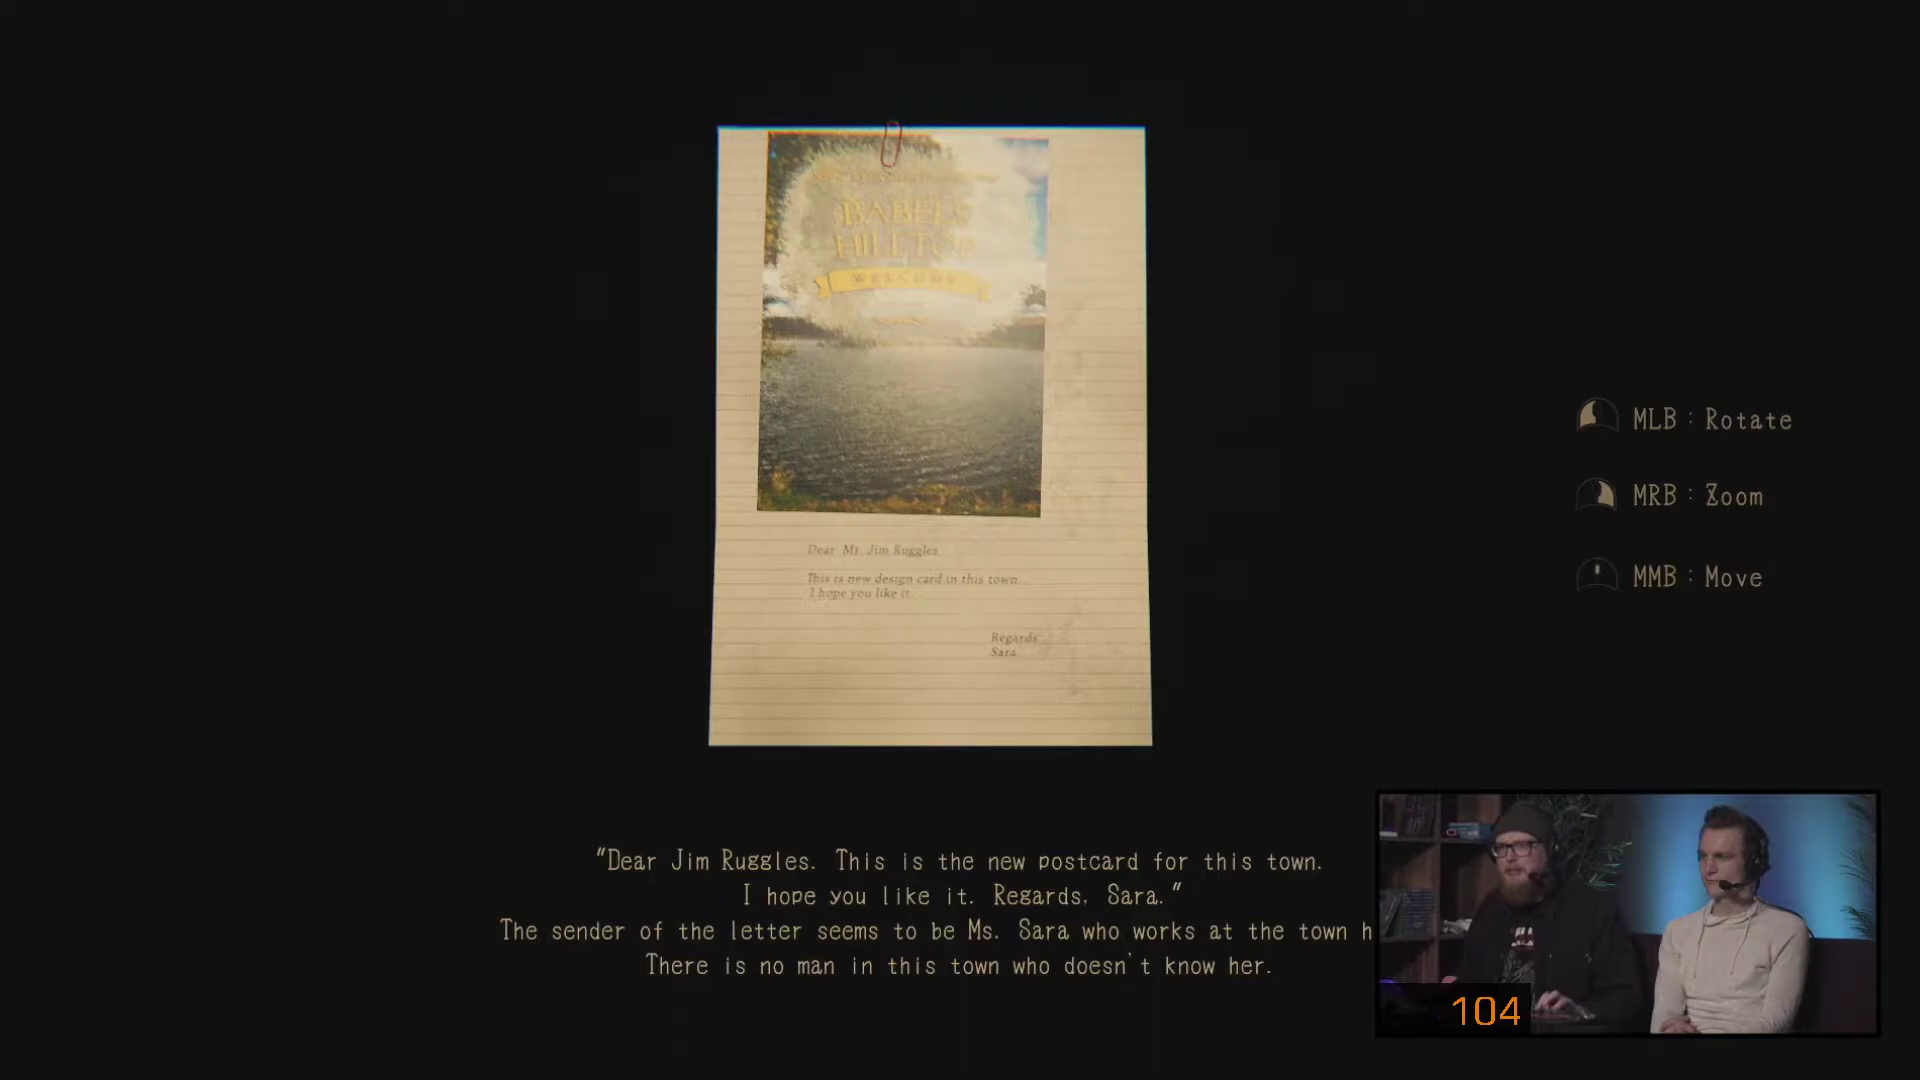 BABELS
HILLTOP
WELCOME
Dear Mr. Jim Ruggles
This is new design card in this town.
I hope you like it.
Regards
Sara
MLB : Rotate
MRB : Zoom
MMB : Move
"Dear Jim Ruggles. This is the new postcard for this town.
I hope you like it. Regards, Sara."
The sender of the letter seems to be Ms. Sara who works at the town h
There is no man in this town who doesn't know her.
104